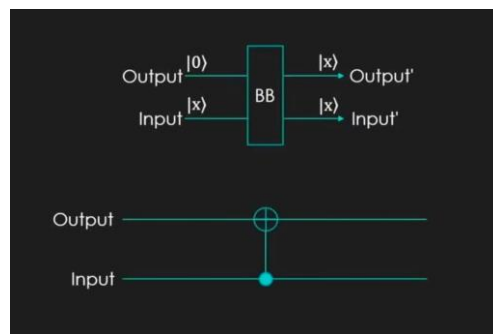 Output |0⟩ |x⟩ Output'
BB
Input |x⟩ |x⟩ Input'
Output
Input